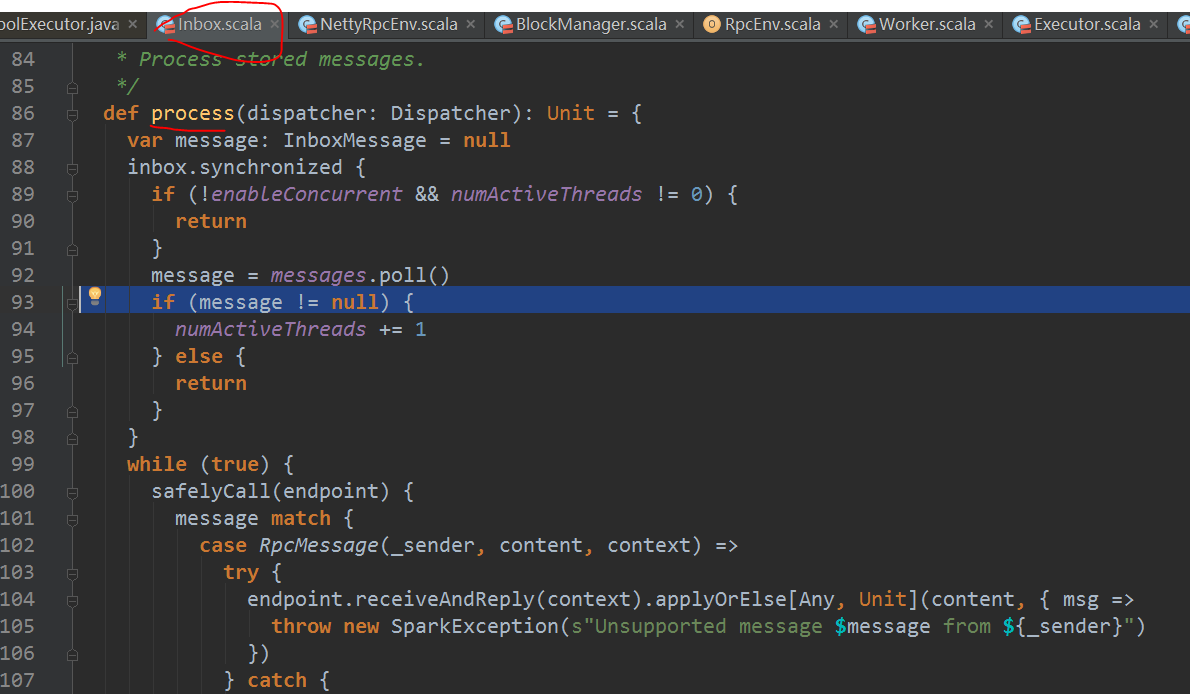 oolExecutor.java × Inbox.scala × NettyRpcEnv.scala × BlockManager.scala × RpcEnv.scala × Worker.scala × Executor.scala ×
84 * Process stored messages.
85 */
86 def process(dispatcher: Dispatcher): Unit = {
87 var message: InboxMessage = null
88 inbox.synchronized {
89 if (!enableConcurrent && numActiveThreads != 0) {
90 return
91 }
92 message = messages.poll()
93 if (message != null) {
94 numActiveThreads += 1
95 } else {
96 return
97 }
98 }
99 while (true) {
100 safelyCall(endpoint) {
101 message match {
102 case RpcMessage(_sender, content, context) =>
103 try {
104 endpoint.receiveAndReply(context).applyOrElse[Any, Unit](content, { msg =>
105 throw new SparkException(s"Unsupported message $message from ${_sender}")
106 })
107 } catch {